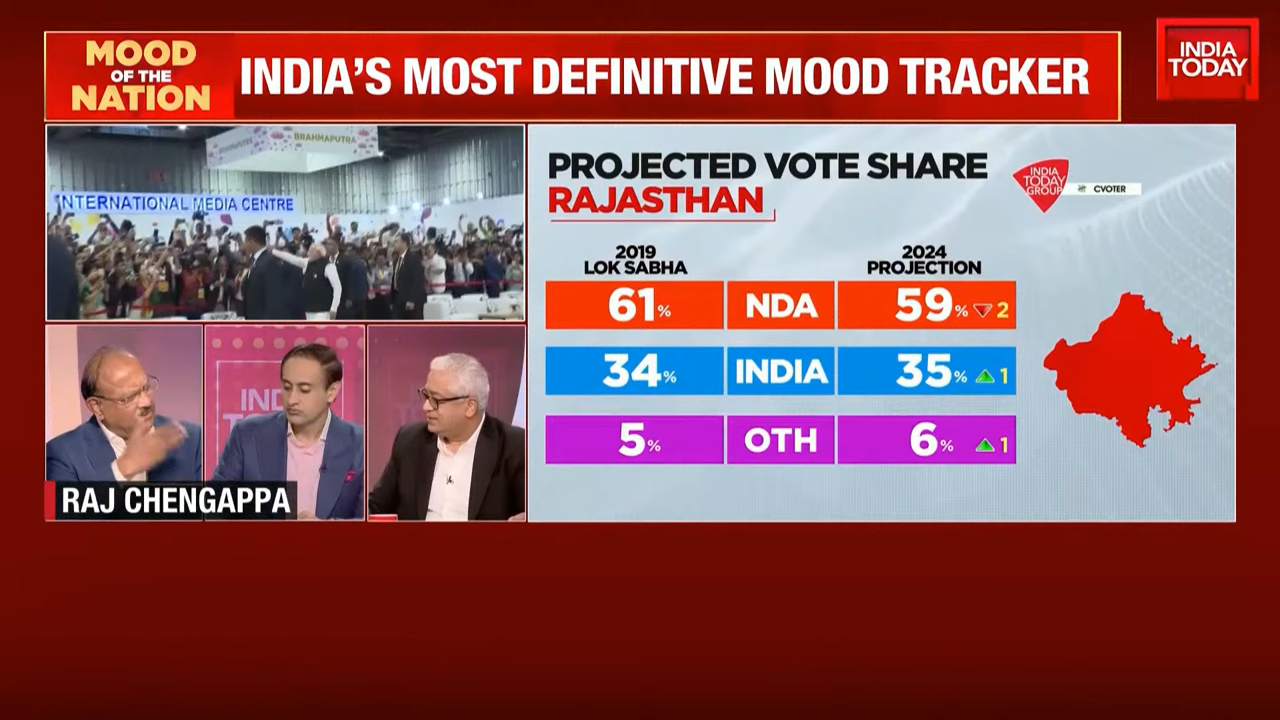 MOOD
OF THE
NATION
INDIA'S MOST DEFINITIVE MOOD TRACKER
INDIA
TODAY
BRAHMAPUTRA
BRAHMAPUTRA
INTERNATIONAL MEDIA CENTRE
PROJECTED VOTE SHARE
RAJASTHAN
INDIA
TODAY
GROUP
CVOTER
2019
LOK SABHA
2024
PROJECTION
61% NDA 59% 2
34% INDIA 35% 1
5% OTH 6% 1
RAJ CHENGAPPA